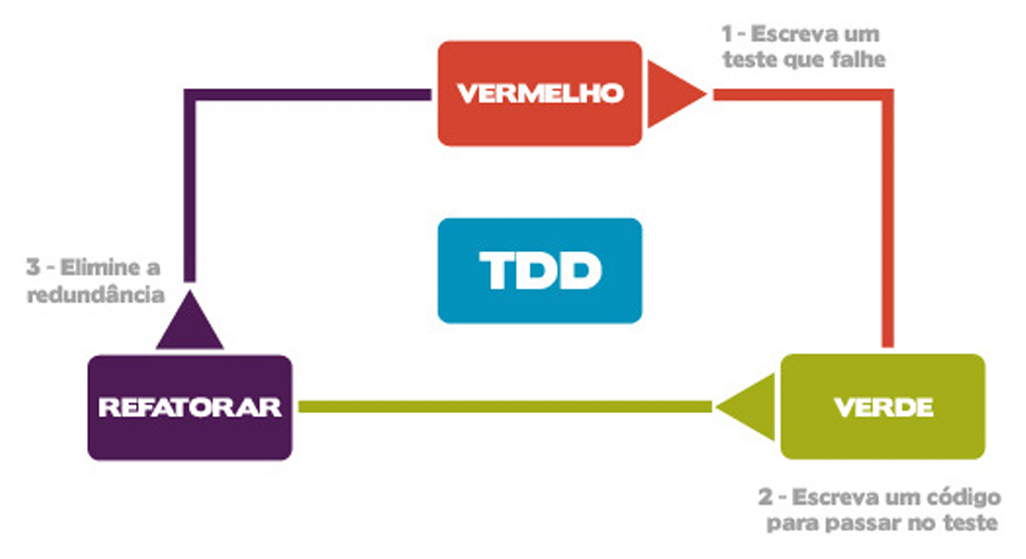 1 - Escreva um
teste que falhe
VERMELHO
TDD
3 - Elimine a
redundância
REFATORAR
VERDE
2 - Escreva um código
para passar no teste